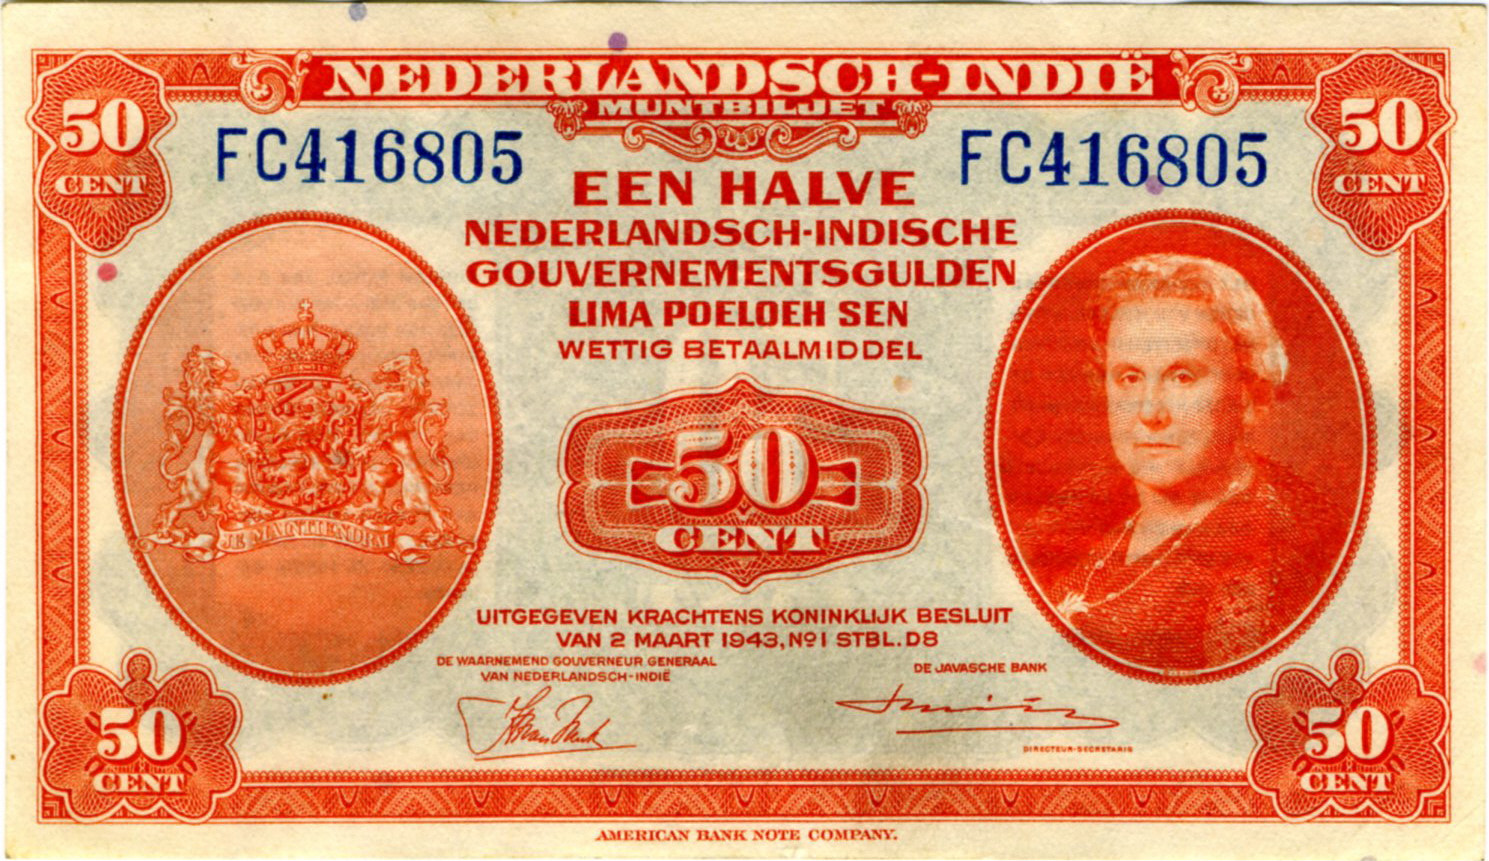 NEDERLANDSCH-INDIË
MUNTBILJET
50
CENT
50
CENT
FC416805
FC416805
EEN HALVE
NEDERLANDSCH-INDISCHE
GOUVERNEMENTSGULDEN
LIMA POELOEH SEN
WETTIG BETAALMIDDEL
JE MAINTIENDRAI
50
CENT
UITGEGEVEN KRACHTENS KONINKLIJK BESLUIT
VAN 2 MAART 1943, Nº 1 STBL. D8
DE WAARNEMEND GOUVERNEUR GENERAAL
VAN NEDERLANDSCH-INDIË
DE JAVASCHE BANK
DIRECTEUR-SECRETARIS
50
CENT
50
CENT
AMERICAN BANK NOTE COMPANY.